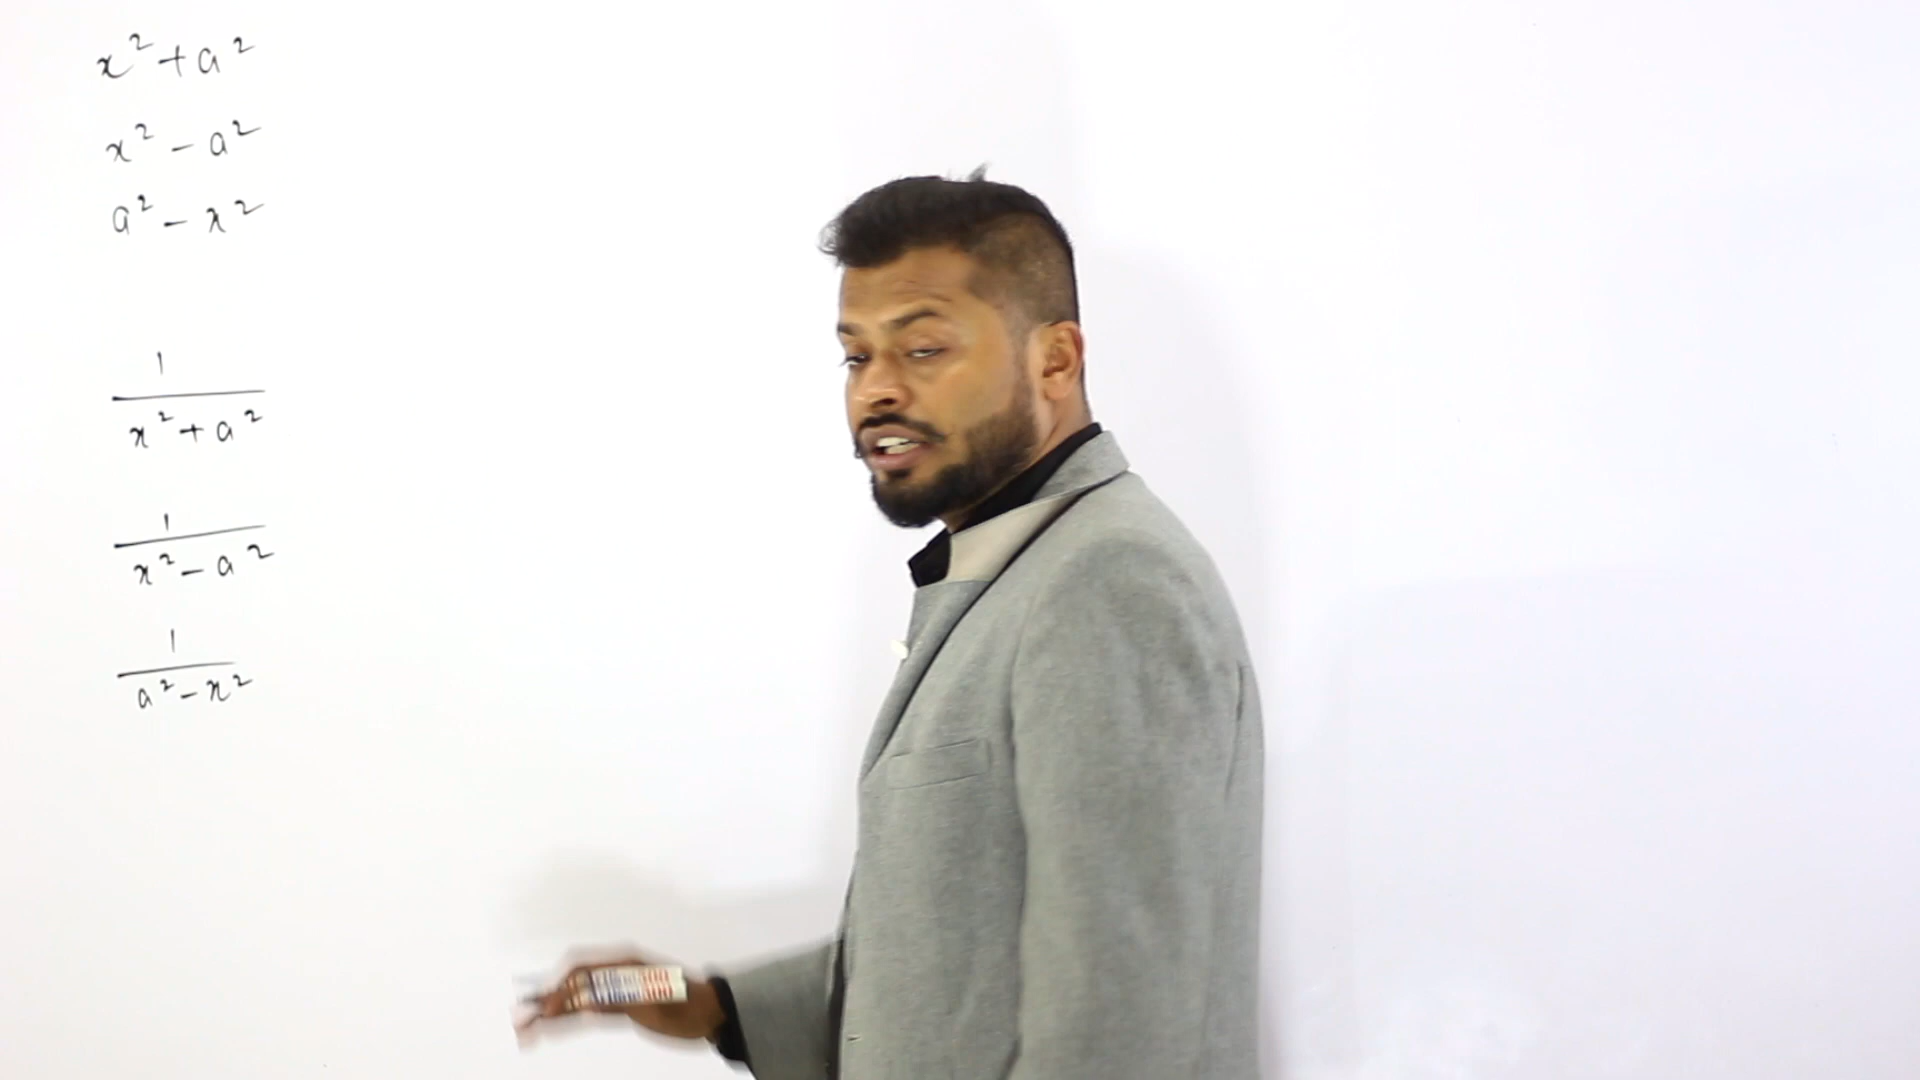 x² + a²
x² - a²
a² - x²
1
x² + a²
1
x² - a²
1
a² - x²